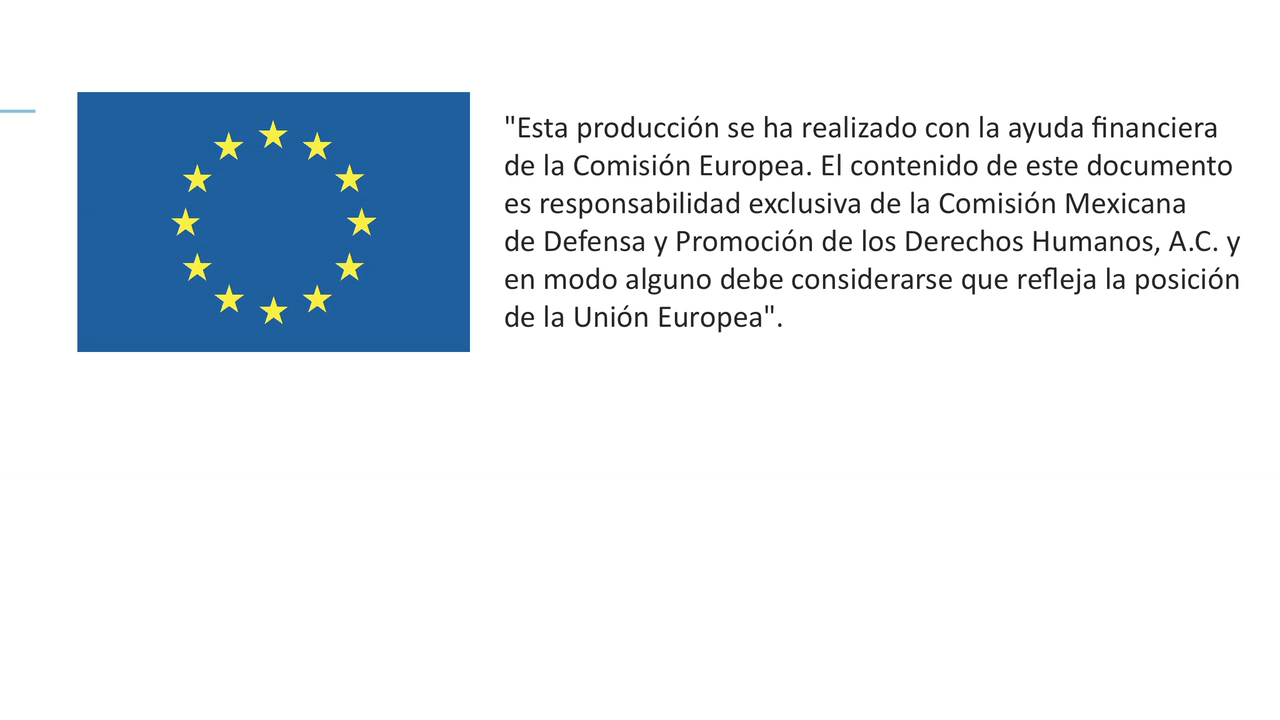 "Esta producción se ha realizado con la ayuda financiera
de la Comisión Europea. El contenido de este documento
es responsabilidad exclusiva de la Comisión Mexicana
de Defensa y Promoción de los Derechos Humanos, A.C. y
en modo alguno debe considerarse que refleja la posición
de la Unión Europea".